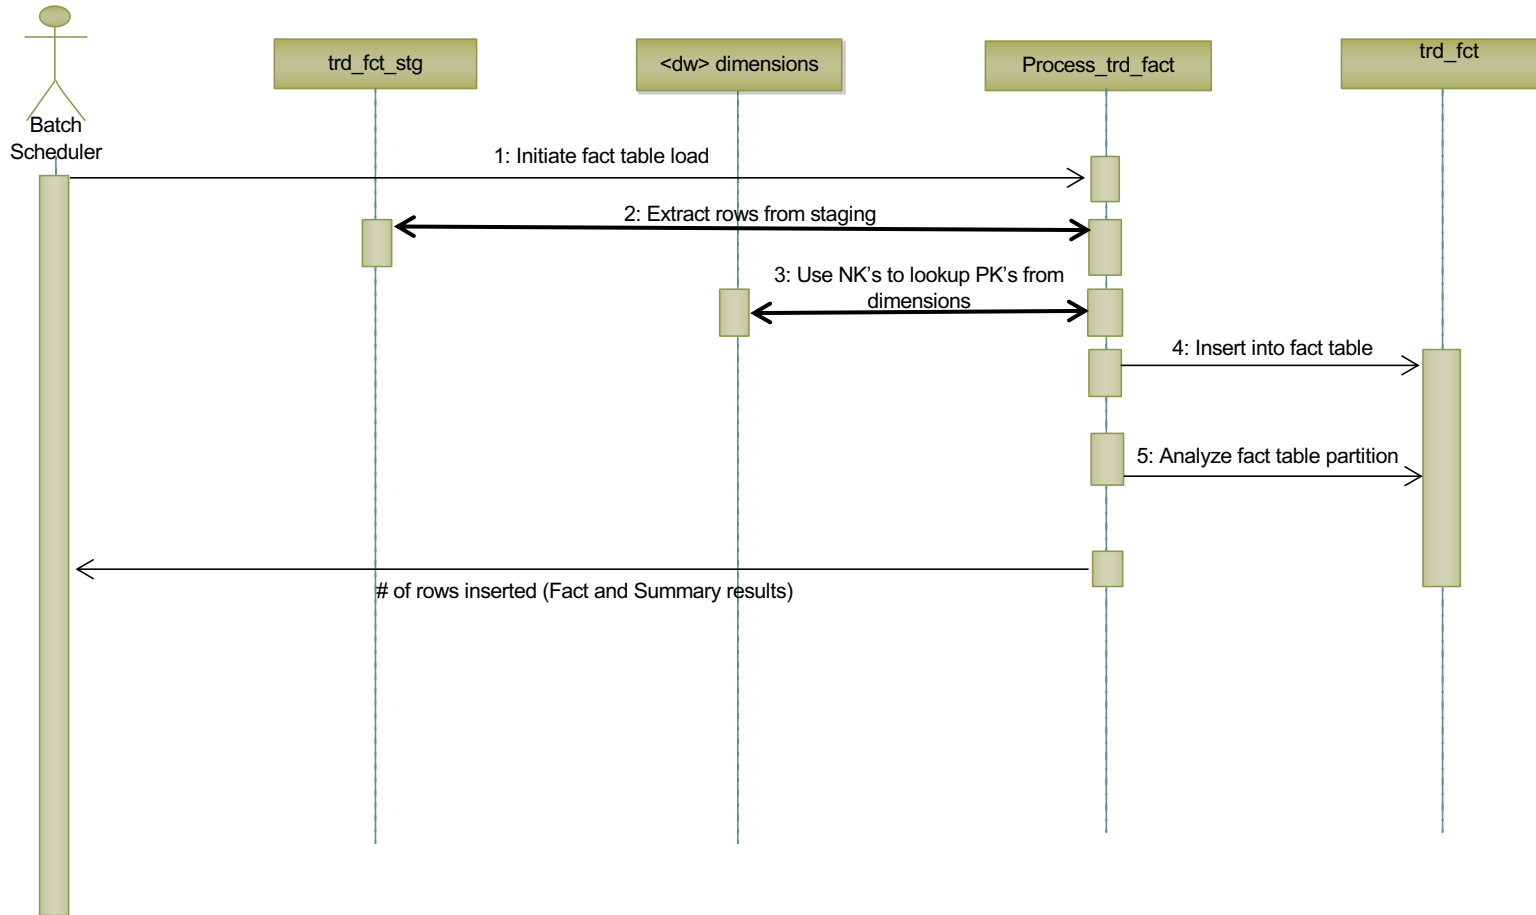 trd_fct_stg
<dw> dimensions
Process_trd_fact
trd_fct
Batch
Scheduler
1: Initiate fact table load
2: Extract rows from staging
3: Use NK's to lookup PK's from
dimensions
4: Insert into fact table
5: Analyze fact table partition
# of rows inserted (Fact and Summary results)